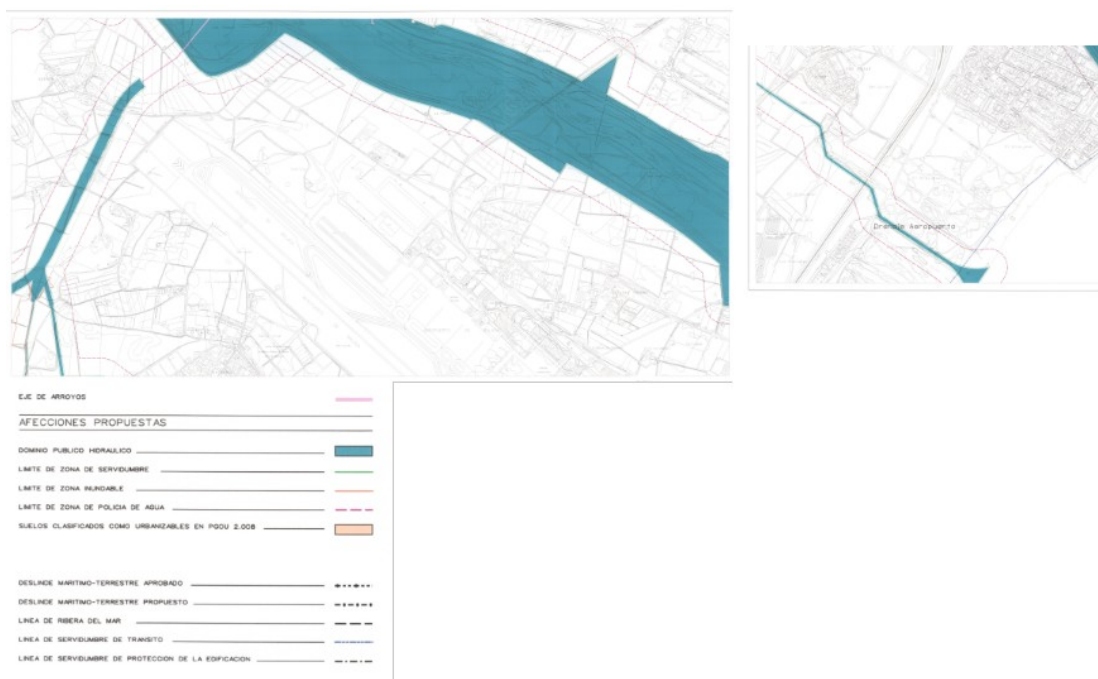 Drenaje Aeropuerto
EJE DE ARROYOS
AFECCIONES PROPUESTAS
DOMINIO PUBLICO HIDRAULICO
LIMITE DE ZONA DE SERVIDUMBRE
LIMITE DE ZONA INUNDABLE
LIMITE DE ZONA DE POLICIA DE AGUA
SUELOS CLASIFICADOS COMO URBANIZABLES EN PGOU 2.008
DESLINDE MARITIMO-TERRESTRE APROBADO
DESLINDE MARITIMO-TERRESTRE PROPUESTO
LINEA DE RIBERA DEL MAR
LINEA DE SERVIDUMBRE DE TRANSITO
LINEA DE SERVIDUMBRE DE PROTECCION DE LA EDIFICACION